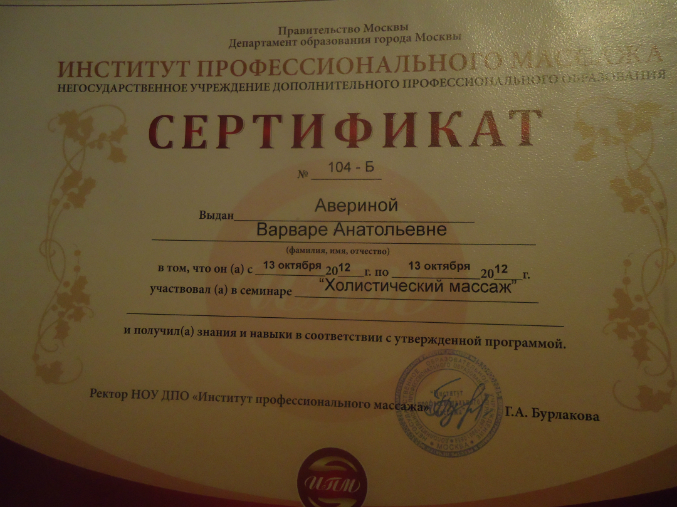 Правительство Москвы
Департамент образования города Москвы
ИНСТИТУТ ПРОФЕССИОНАЛЬНОГО МАССАЖА
НЕГОСУДАРСТВЕННОЕ УЧРЕЖДЕНИЕ ДОПОЛНИТЕЛЬНОГО ПРОФЕССИОНАЛЬНОГО ОБРАЗОВАНИЯ
СЕРТИФИКАТ
№ 104 - Б
Выдан Авериной
Варваре Анатольевне
(фамилия, имя, отчество)
в том, что он (а) с 13 октября 2012 г. по 13 октября 2012 г.
участвовал (а) в семинаре "Холистический массаж"
и получил(а) знания и навыки в соответствии с утвержденной программой.
Ректор НОУ ДПО «Институт профессионального массажа» Г.А. Бурлакова
ИПМ